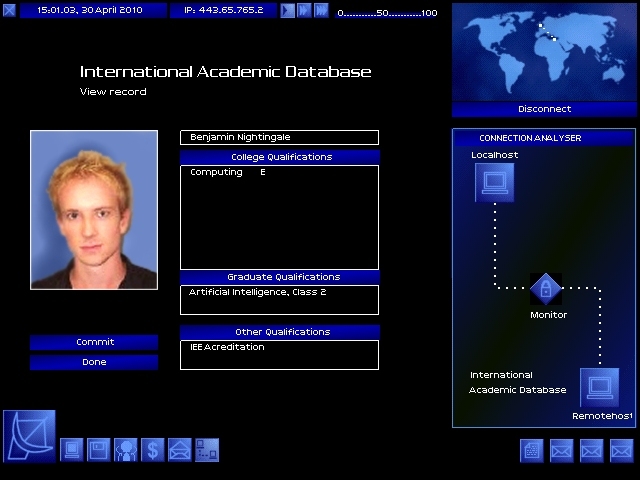 15:01.03, 30 April 2010
IP: 443.65.765.2
0...........50...........100
International Academic Database
View record
Disconnect
Benjamin Nightingale
College Qualifications
Computing E
Graduate Qualifications
Artificial Intelligence, Class 2
Other Qualifications
IEE Acreditation
Commit
Done
CONNECTION ANALYSER
Localhost
Monitor
International
Academic Database
Remotehost
$